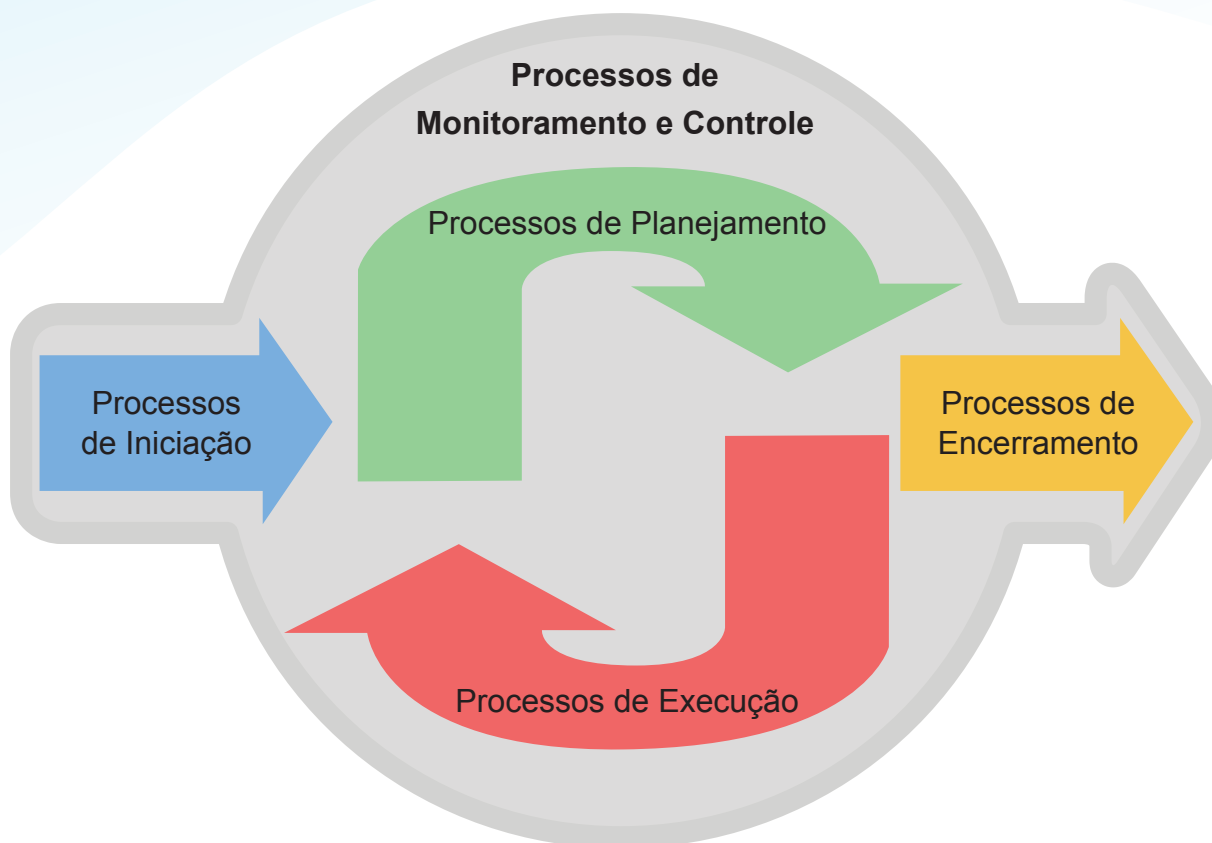 Processos de
Monitoramento e Controle
Processos de Planejamento
Processos
de Iniciação
Processos de
Encerramento
Processos de Execução